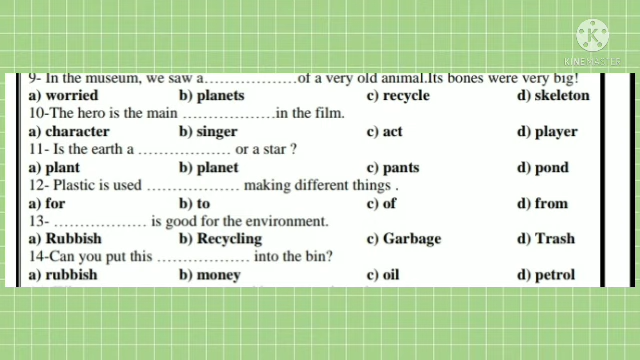 KINEMASTER
9- In the museum, we saw a………………of a very old animal.Its bones were very big!
a) worried b) planets c) recycle d) skeleton
10-The hero is the main ………………in the film.
a) character b) singer c) act d) player
11- Is the earth a ……………… or a star ?
a) plant b) planet c) pants d) pond
12- Plastic is used ……………… making different things .
a) for b) to c) of d) from
13- ……………… is good for the environment.
a) Rubbish b) Recycling c) Garbage d) Trash
14-Can you put this ……………… into the bin?
a) rubbish b) money c) oil d) petrol